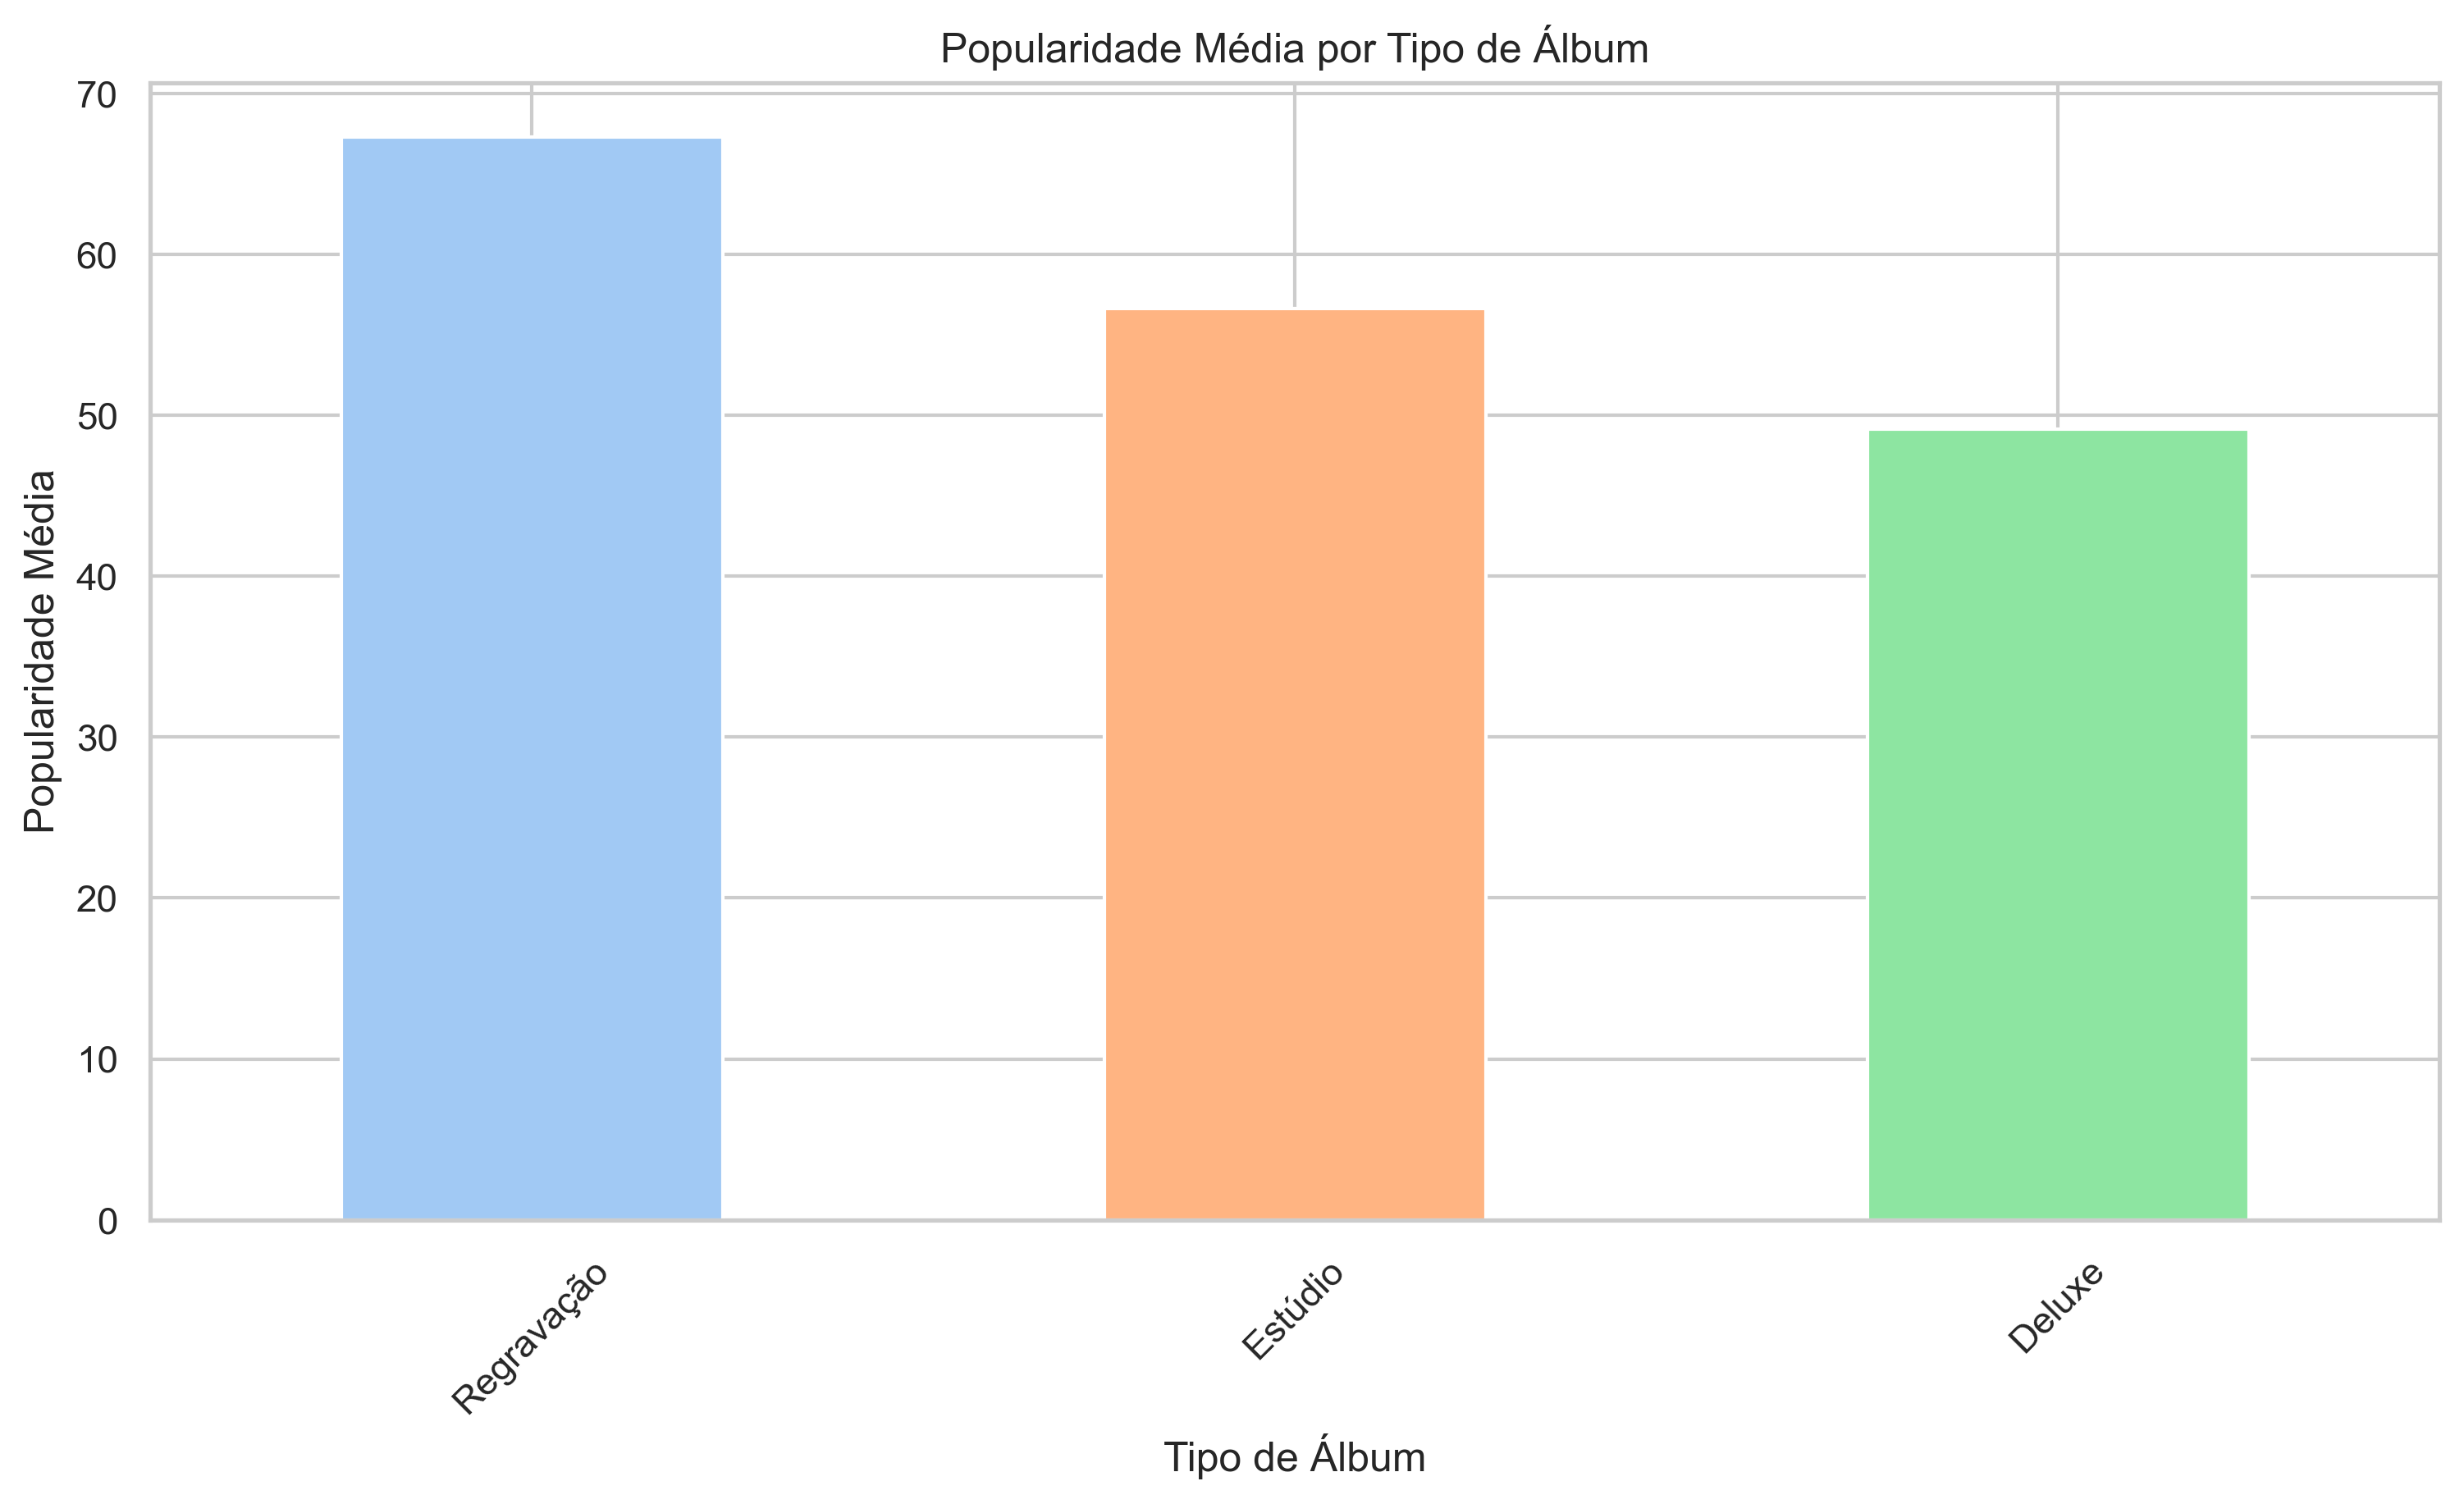 Popularidade Média por Tipo de Álbum
Popularidade Média
70
60
50
40
30
20
10
0
Regravação
Estúdio
Deluxe
Tipo de Álbum